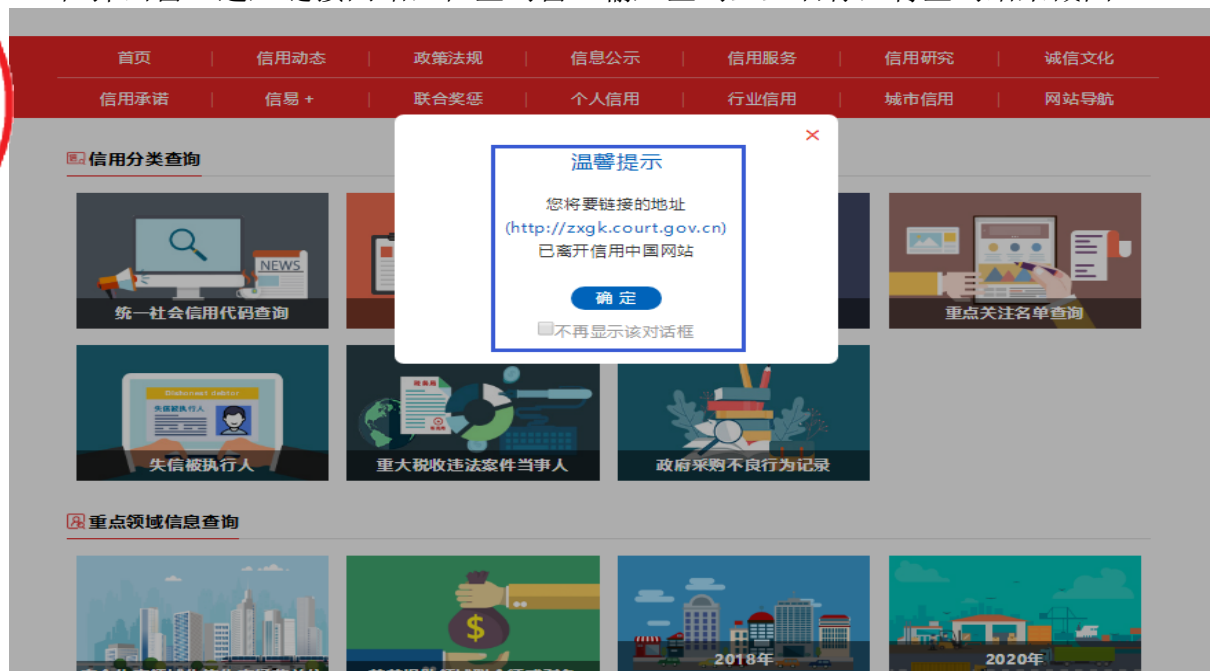 首页 信用动态 政策法规 信息公示 信用服务 信用研究 诚信文化
信用承诺 信易+ 联合奖惩 个人信用 行业信用 城市信用 网站导航
信用分类查询
温馨提示
您将要链接的地址
(http://zxgk.court.gov.cn)
已离开信用中国网站
确定
不再显示该对话框
NEWS
统一社会信用代码查询
重点关注名单查询
失信被执行人
失信被执行人
重大税收违法案件当事人
政府采购不良行为记录
重点领域信息查询
$
2018年
2020年